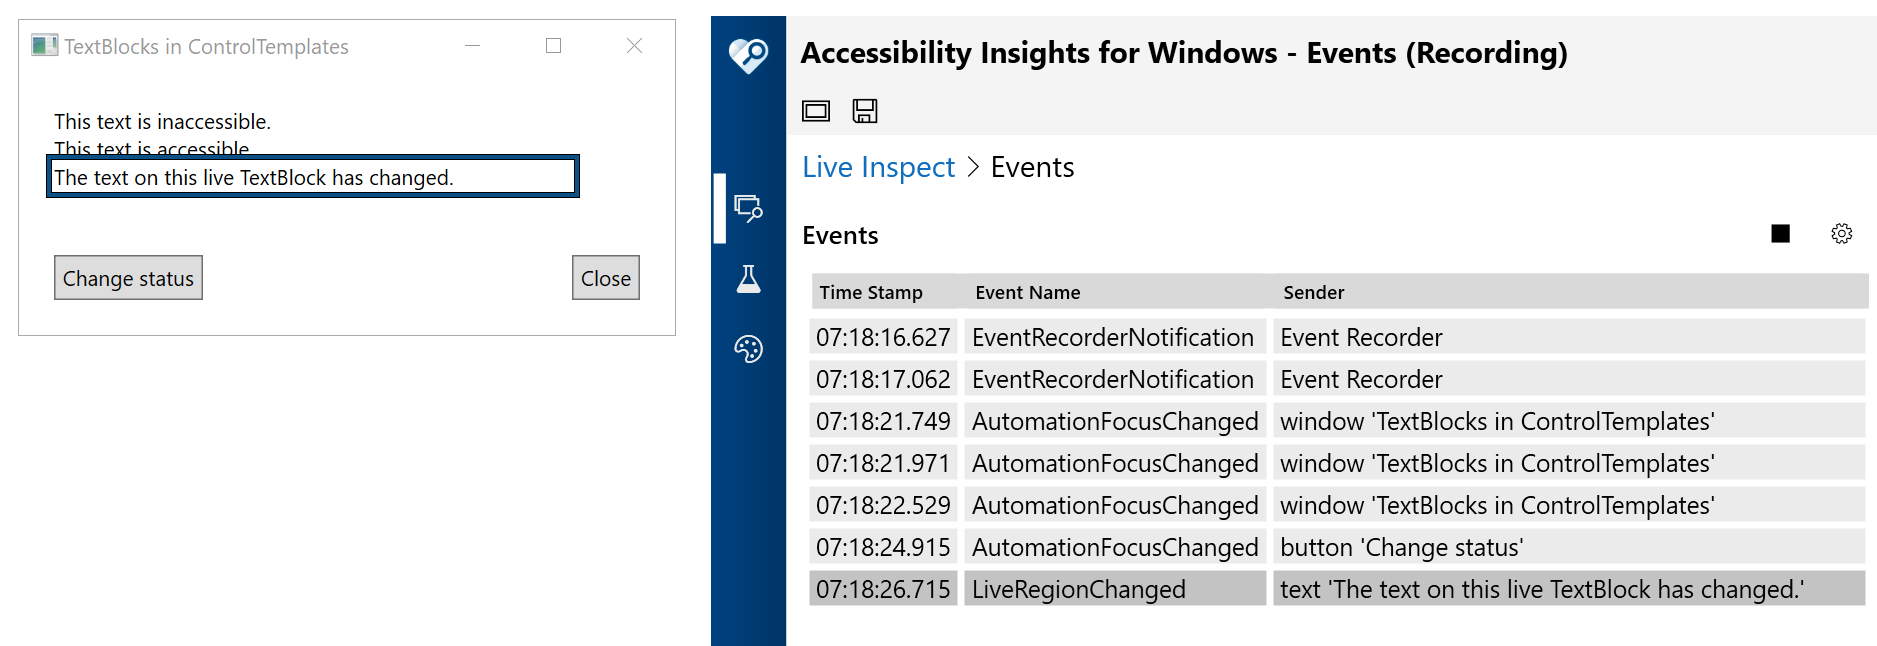 TextBlocks in ControlTemplates
This text is inaccessible.
This text is accessible
The text on this live TextBlock has changed.
Change status
Close
Accessibility Insights for Windows - Events (Recording)
Live Inspect > Events
Events
Time Stamp Event Name Sender
07:18:16.627 EventRecorderNotification Event Recorder
07:18:17.062 EventRecorderNotification Event Recorder
07:18:21.749 AutomationFocusChanged window 'TextBlocks in ControlTemplates'
07:18:21.971 AutomationFocusChanged window 'TextBlocks in ControlTemplates'
07:18:22.529 AutomationFocusChanged window 'TextBlocks in ControlTemplates'
07:18:24.915 AutomationFocusChanged button 'Change status'
07:18:26.715 LiveRegionChanged text 'The text on this live TextBlock has changed.'